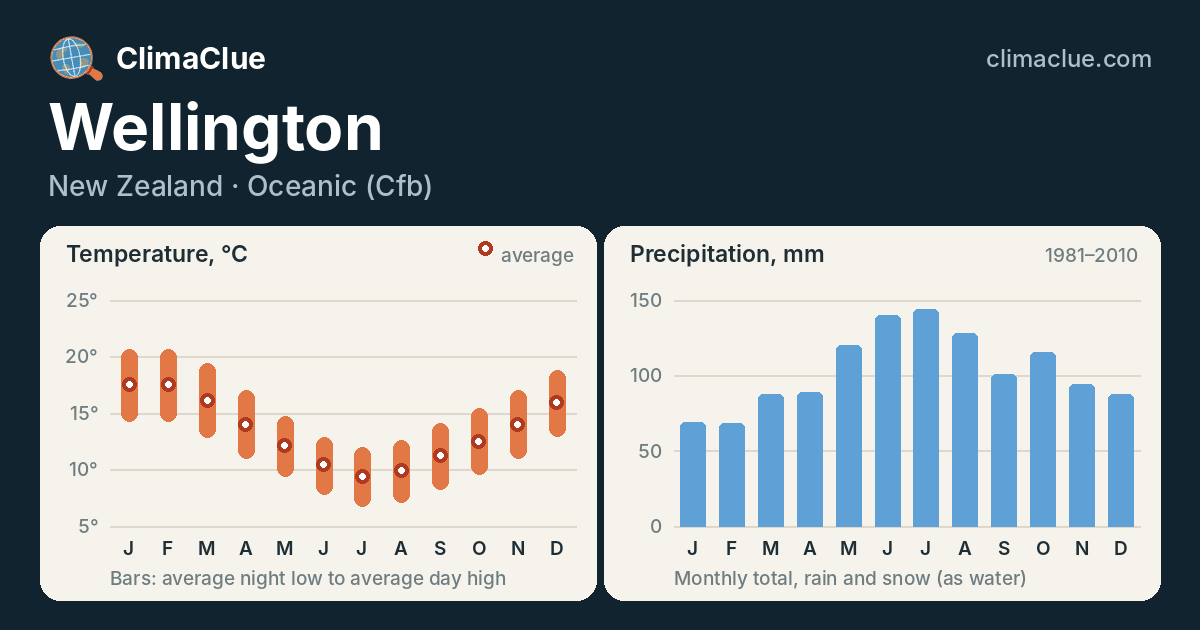 ClimaClue
climaclue.com
Wellington
New Zealand · Oceanic (Cfb)
Temperature, °C
average
25°
20°
15°
10°
5°
J F M A M J J A S O N D
Bars: average night low to average day high
Precipitation, mm
1981–2010
150
100
50
0
J F M A M J J A S O N D
Monthly total, rain and snow (as water)